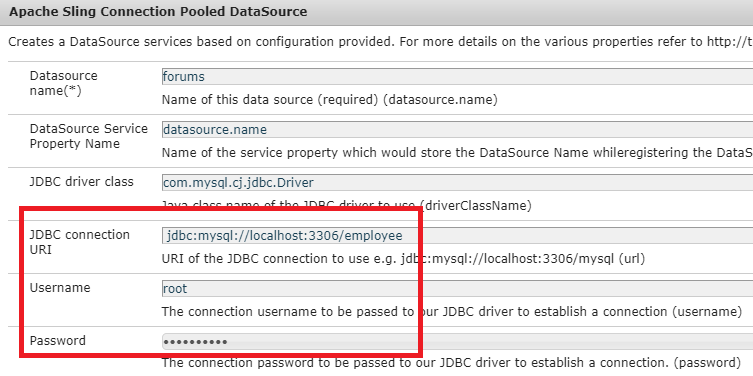 Apache Sling Connection Pooled DataSource
Creates a DataSource services based on configuration provided. For more details on the various properties refer to http://t
Datasource name(*)
forums
Name of this data source (required) (datasource.name)
DataSource Service Property Name
datasource.name
Name of the service property which would store the DataSource Name whileregistering the DataS
JDBC driver class
com.mysql.cj.jdbc.Driver
Java class name of the JDBC driver to use (driverClassName)
JDBC connection URI
jdbc:mysql://localhost:3306/employee
URI of the JDBC connection to use e.g. jdbc:mysql://localhost:3306/mysql (url)
Username
root
The connection username to be passed to our JDBC driver to establish a connection (username)
Password
••••••••••
The connection password to be passed to our JDBC driver to establish a connection. (password)